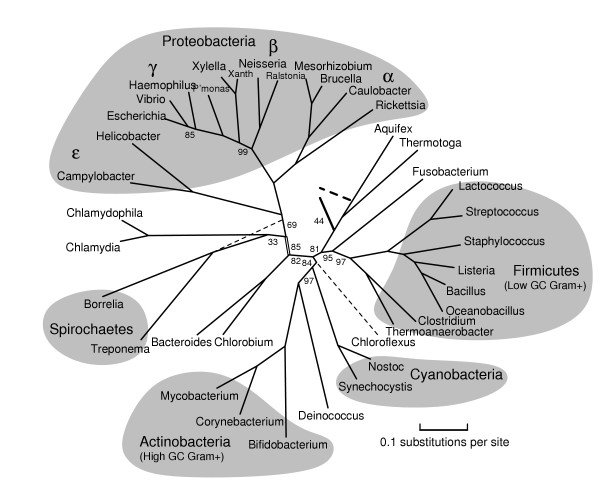 Proteobacteria
β
γ
Xylella
Neisseria
Mesorhizobium
Xanth
Ralstonia
Brucella
α
Haemophilus
P'monas
Caulobacter
Vibrio
Rickettsia
Escherichia
85
Aquifex
Helicobacter
99
Thermotoga
ε
Fusobacterium
Campylobacter
Lactococcus
Chlamydophila
Streptococcus
69
44
Chlamydia
33
85
81
Staphylococcus
82
84
95
97
Listeria
Firmicutes
97
(Low GC Gram+)
Bacillus
Borrelia
Oceanobacillus
Spirochaetes
Clostridium
Thermoanaerobacter
Treponema
Bacteroides
Chlorobium
Chloroflexus
Nostoc
Cyanobacteria
Synechocystis
Mycobacterium
Deinococcus
Corynebacterium
Actinobacteria
Bifidobacterium
(High GC Gram+)
0.1 substitutions per site